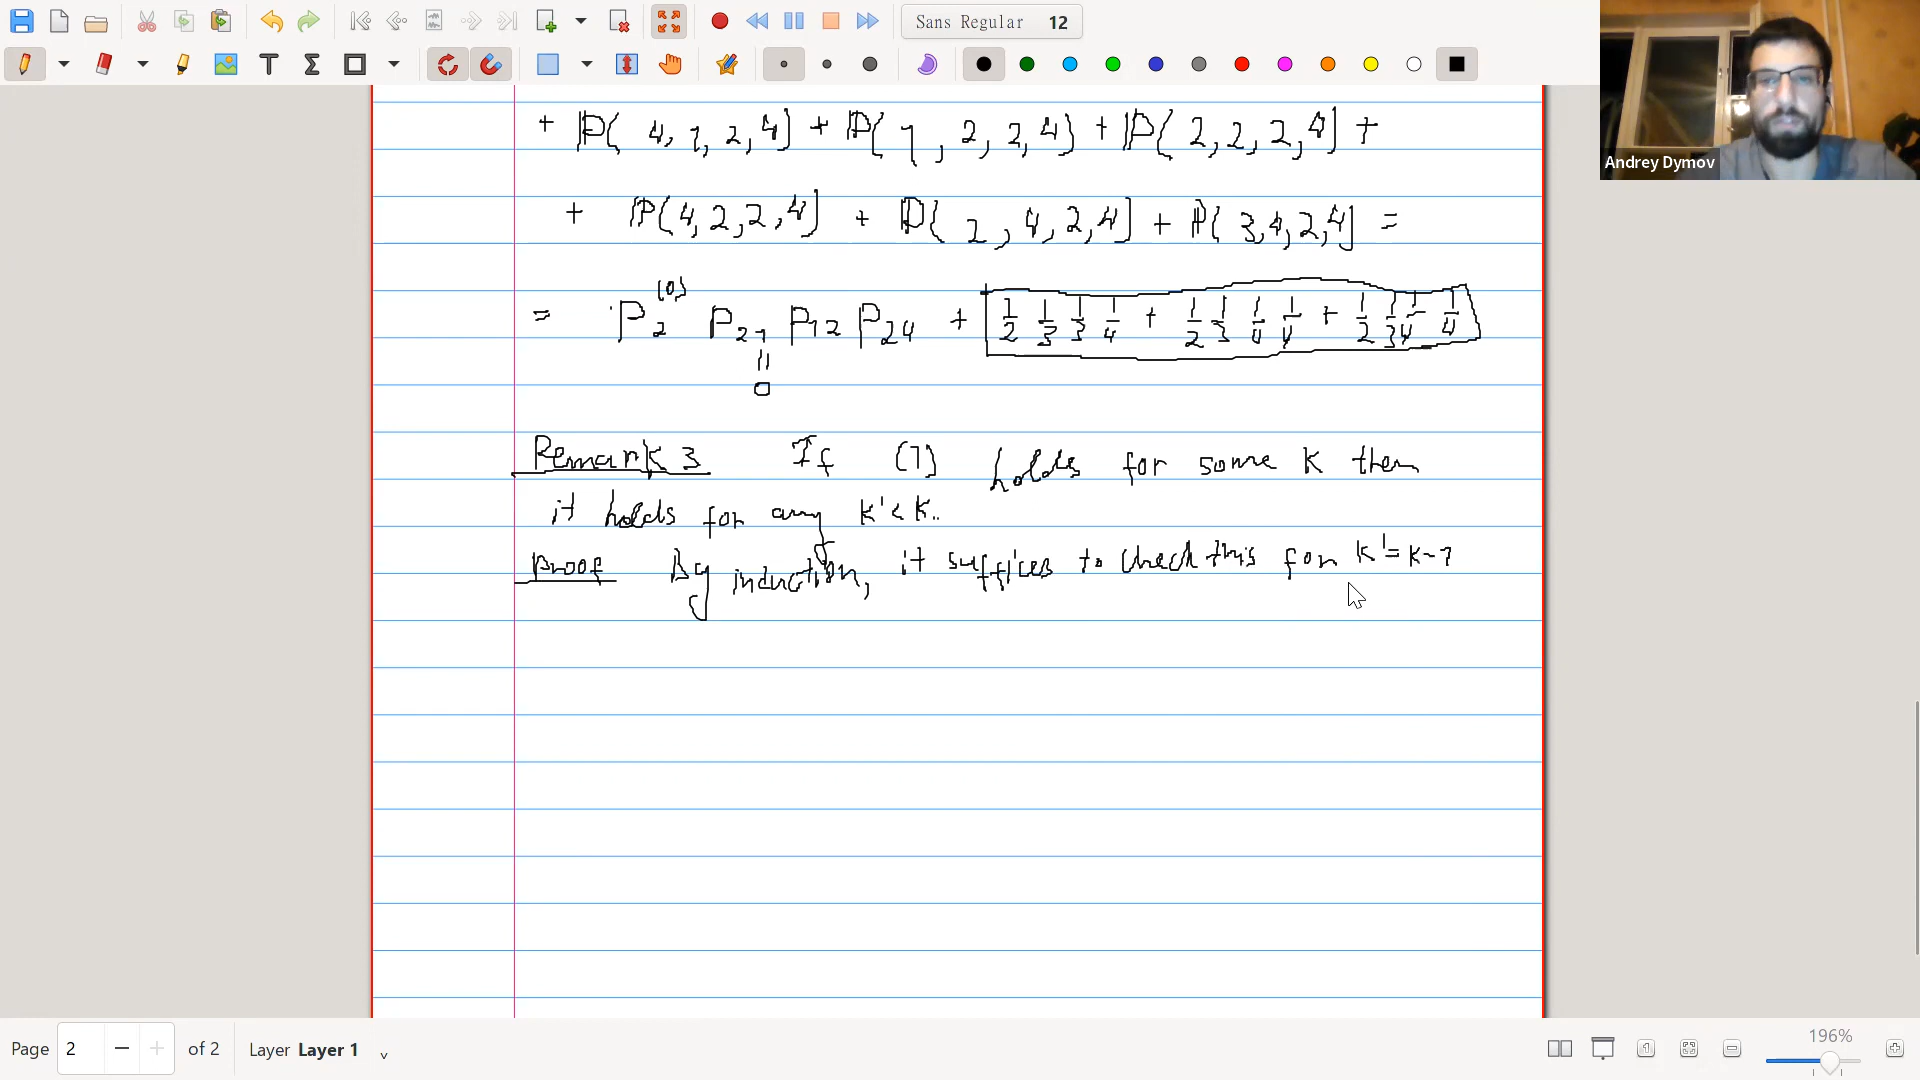 Sans Regular 12
Andrey Dymov
+ P(4,1,2,4) + P(1,2,2,4) + P(2,2,2,4) +
+ P(4,2,2,4) + P(2,4,2,4) + P(3,4,2,4) =
= P₂⁽⁰⁾ P₂₁ P₁₂ P₂₄ + 1/2 1/3 1/3 1/4 + 1/2 1/3 1/4 1/4 + 1/2 1/3 1/4 1/4
||
0
Remark 3 If (1) holds for some K then
it holds for any K'<K.
Proof By induction, it suffices to check this for K'=K-1
Page 2 of 2 Layer Layer 1
196%